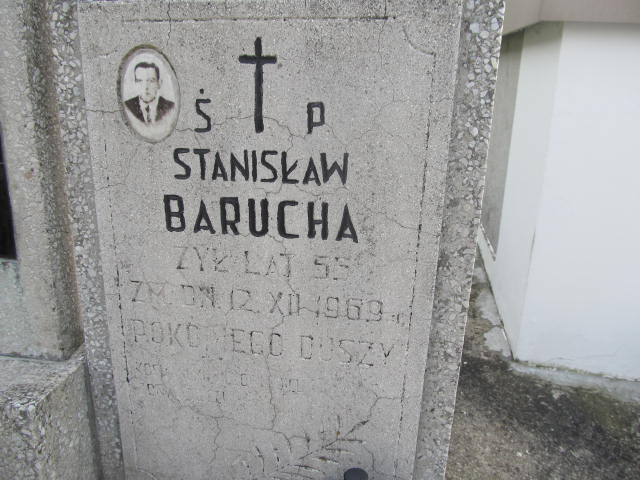 Ś P
STANISŁAW
BARUCHA
ŻYŁ LAT 55
ZM. DN. 12 XII 1969 r.
POKÓJ JEGO DUSZY